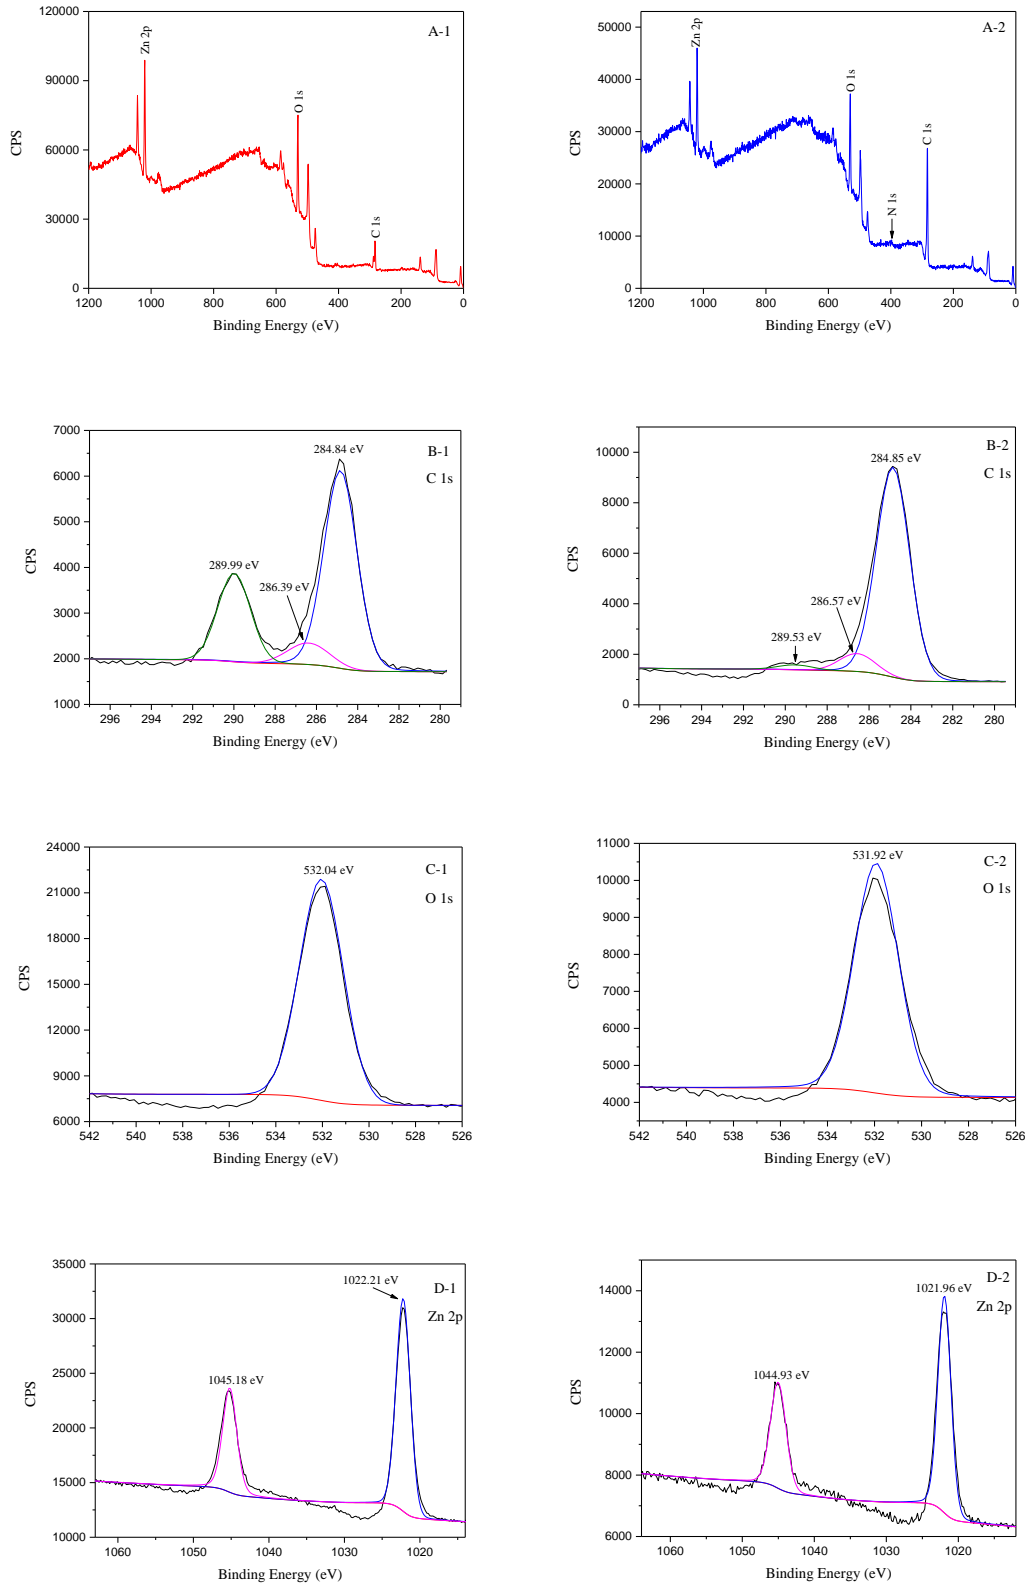 A-1
Zn 2p
O 1s
C 1s
CPS
120000
90000
60000
30000
0
1200 1000 800 600 400 200 0
Binding Energy (eV)
A-2
Zn 2p
O 1s
C 1s
N 1s
CPS
50000
40000
30000
20000
10000
0
1200 1000 800 600 400 200 0
Binding Energy (eV)
B-1
C 1s
284.84 eV
289.99 eV
286.39 eV
CPS
7000
6000
5000
4000
3000
2000
1000
296 294 292 290 288 286 284 282 280
Binding Energy (eV)
B-2
C 1s
284.85 eV
286.57 eV
289.53 eV
CPS
10000
8000
6000
4000
2000
0
296 294 292 290 288 286 284 282 280
Binding Energy (eV)
C-1
O 1s
532.04 eV
CPS
24000
21000
18000
15000
12000
9000
6000
542 540 538 536 534 532 530 528 526
Binding Energy (eV)
C-2
O 1s
531.92 eV
CPS
11000
10000
9000
8000
7000
6000
5000
4000
542 540 538 536 534 532 530 528 526
Binding Energy (eV)
D-1
Zn 2p
1022.21 eV
1045.18 eV
CPS
35000
30000
25000
20000
15000
10000
1060 1050 1040 1030 1020
Binding Energy (eV)
D-2
Zn 2p
1021.96 eV
1044.93 eV
CPS
14000
12000
10000
8000
6000
1060 1050 1040 1030 1020
Binding Energy (eV)